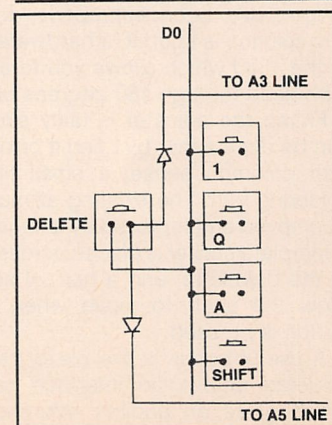 D0
TO A3 LINE
1
DELETE
Q
A
SHIFT
TO A5 LINE